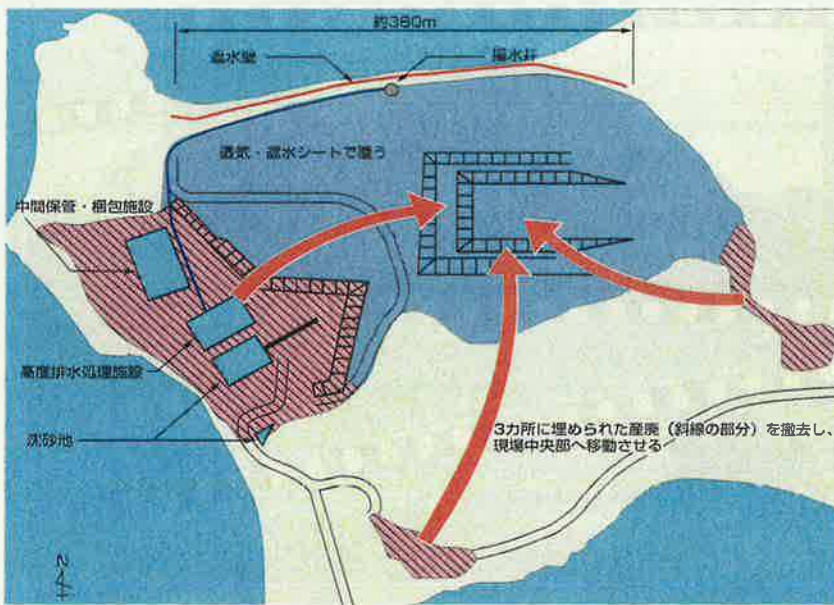 約380m
遮水壁
揚水井
透気・遮水シートで覆う
中間保管・梱包施設
高度排水処理施設
沈砂池
3カ所に埋められた産廃（斜線の部分）を撤去し、
現場中央部へ移動させる
N